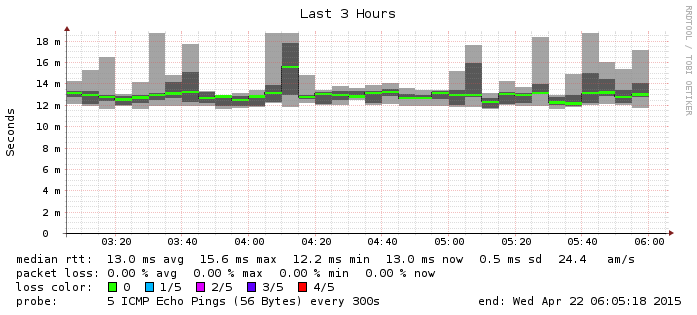 Last 3 Hours
RRDTOOL / TOBI OETIKER
Seconds
18 m
16 m
14 m
12 m
10 m
8 m
6 m
4 m
2 m
0
03:20 03:40 04:00 04:20 04:40 05:00 05:20 05:40 06:00
median rtt: 13.0 ms avg 15.6 ms max 12.2 ms min 13.0 ms now 0.5 ms sd 24.4 am/s
packet loss: 0.00 % avg 0.00 % max 0.00 % min 0.00 % now
loss color: 0 1/5 2/5 3/5 4/5
probe: 5 ICMP Echo Pings (56 Bytes) every 300s end: Wed Apr 22 06:05:18 2015